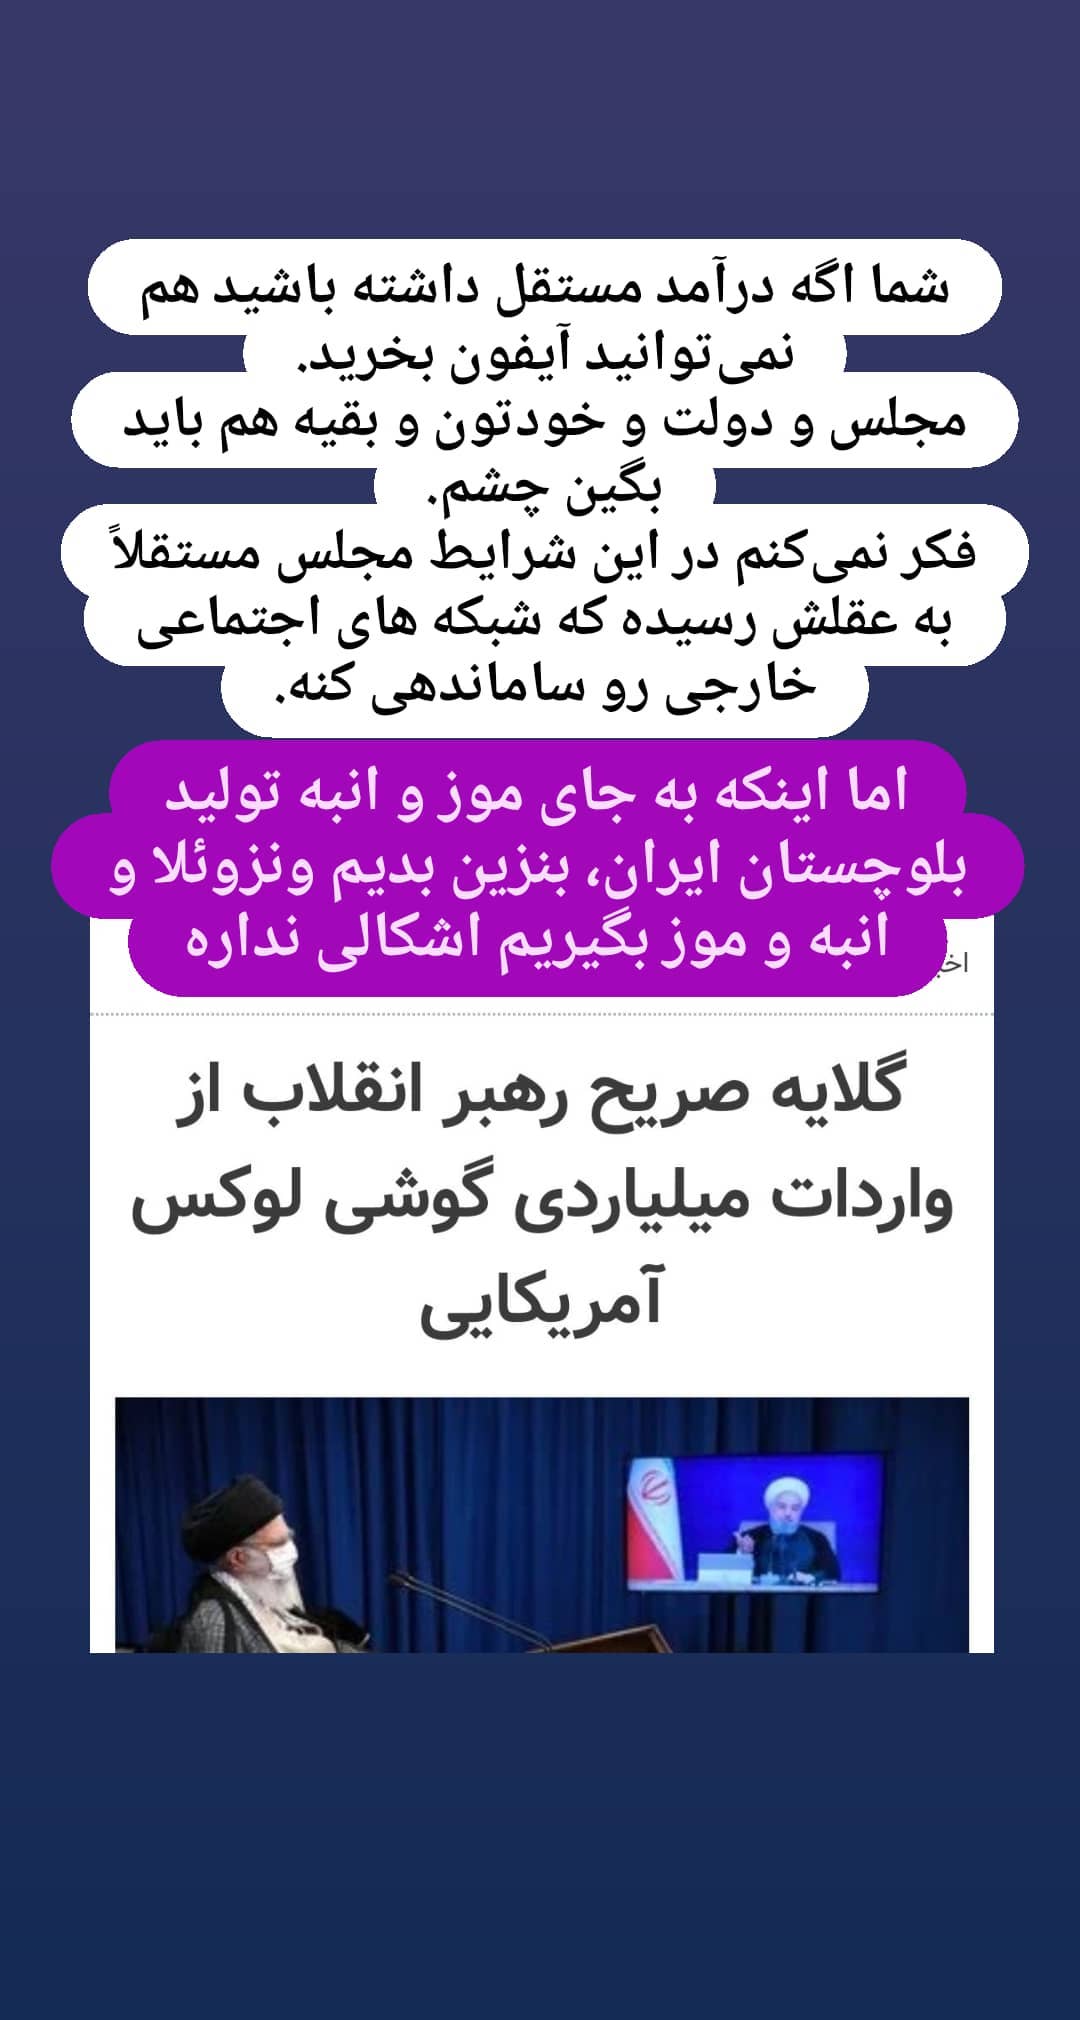 شما اگه درآمد مستقل داشته باشید هم
نمی‌توانید آیفون بخرید.
مجلس و دولت و خودتون و بقیه هم باید
بگین چشم.
فکر نمی‌کنم در این شرایط مجلس مستقلاً
به عقلش رسیده که شبکه های اجتماعی
خارجی رو ساماندهی کنه.
اما اینکه به جای موز و انبه تولید
بلوچستان ایران، بنزین بدیم ونزوئلا و
انبه و موز بگیریم اشکالی نداره
گلایه صریح رهبر انقلاب از
واردات میلیاردی گوشی لوکس
آمریکایی